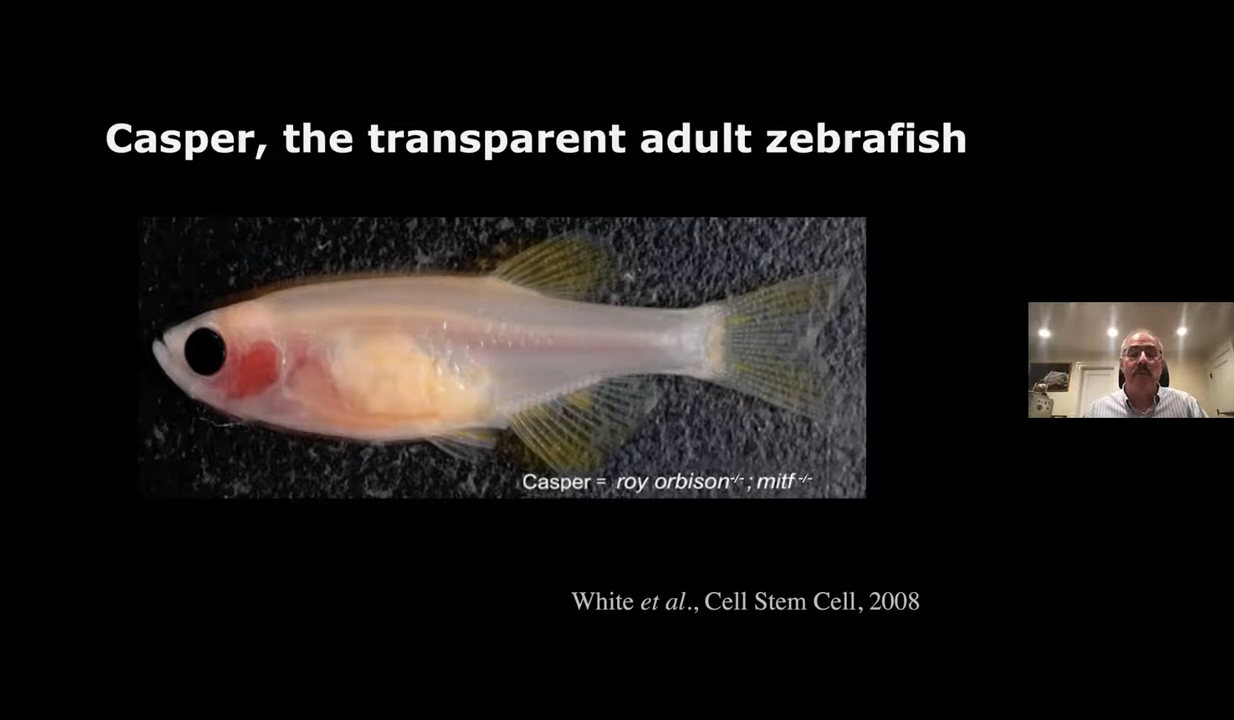 Casper, the transparent adult zebrafish
Casper = roy orbison-/-; mitf -/-
White et al., Cell Stem Cell, 2008